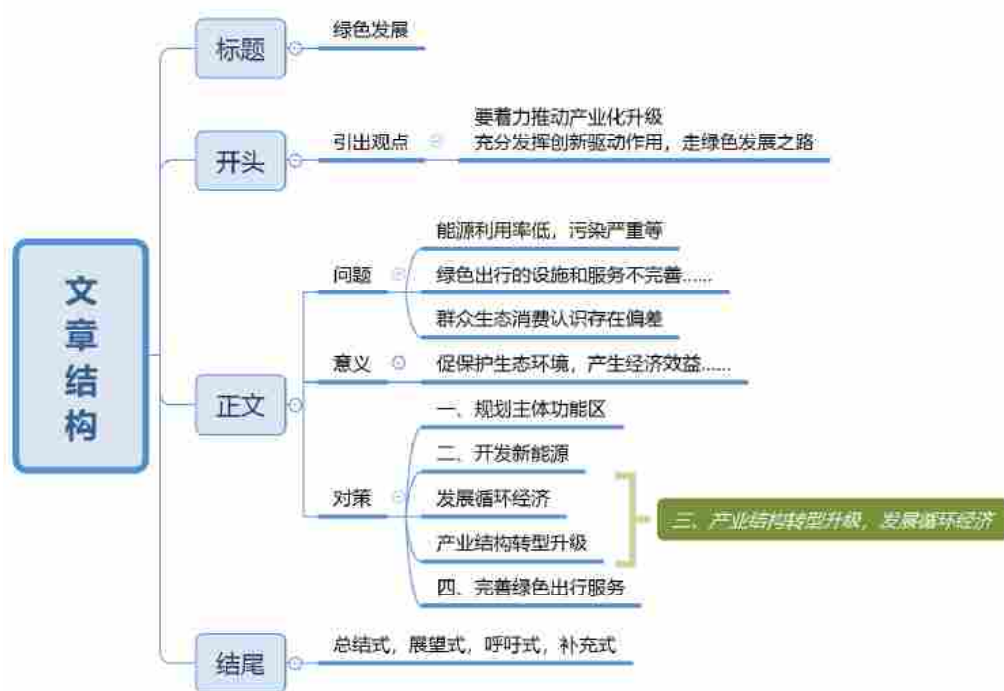 文章结构
标题
绿色发展
开头
引出观点
要着力推动产业化升级
充分发挥创新驱动作用，走绿色发展之路
正文
问题
能源利用率低，污染严重等
绿色出行的设施和服务不完善......
群众生态消费认识存在偏差
意义
促保护生态环境，产生经济效益......
对策
一、规划主体功能区
二、开发新能源
发展循环经济
产业结构转型升级
三、产业结构转型升级，发展循环经济
四、完善绿色出行服务
结尾
总结式，展望式，呼吁式，补充式